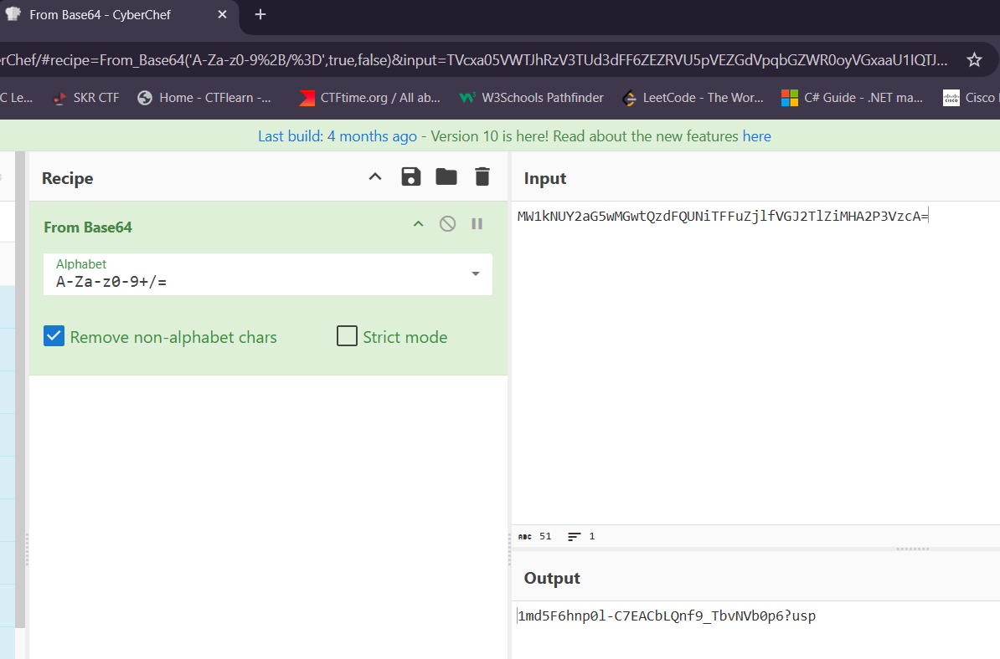 From Base64 - CyberChef
erChef/#recipe=From_Base64('A-Za-z0-9%2B/%3D',true,false)&input=TVcxa05VWTJhRzV3TUd3dFF6ZEZRVU5pVEZGdVpqbGZWR0oyVGxaaU1IQTJ...
C Le... SKR CTF Home - CTFlearn -... CTFtime.org / All ab... W3Schools Pathfinder LeetCode - The Wor... C# Guide - .NET ma... Cisco
Last build: 4 months ago - Version 10 is here! Read about the new features here
Recipe
Input
From Base64
MW1kNUY2aG5wMGwtQzdFQUNiTFFuZjlfVGJ2TlZiMHA2P3VzcA=
Alphabet
A-Za-z0-9+/=
Remove non-alphabet chars
Strict mode
ABC 51 1
Output
1md5F6hnp0l-C7EACbLQnf9_TbvNVb0p6?usp